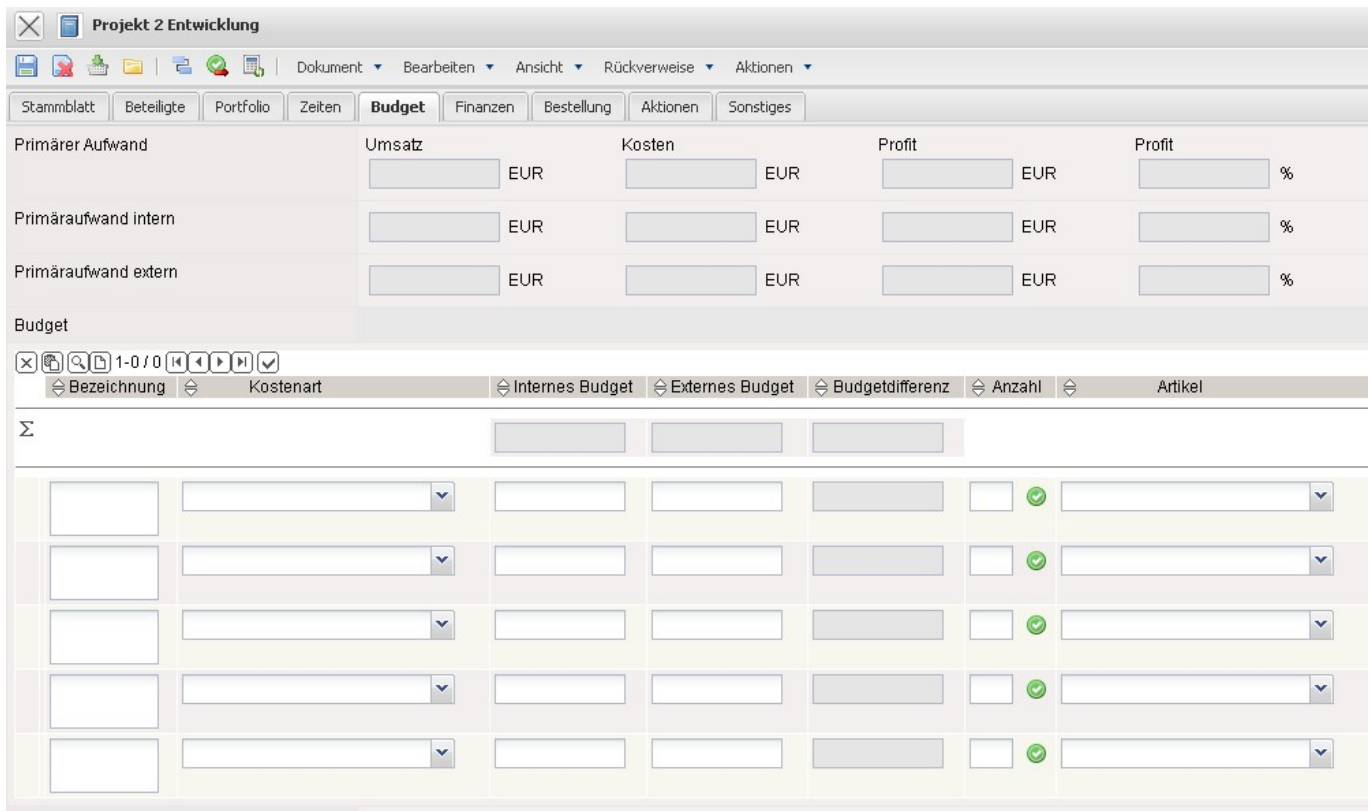 Projekt 2 Entwicklung
Dokument Bearbeiten Ansicht Rückverweise Aktionen
Stammblatt Beteiligte Portfolio Zeiten Budget Finanzen Bestellung Aktionen Sonstiges
Primärer Aufwand Umsatz Kosten Profit Profit
EUR EUR EUR %
Primäraufwand intern EUR EUR EUR %
Primäraufwand extern EUR EUR EUR %
Budget
1-0 / 0
Bezeichnung Kostenart Internes Budget Externes Budget Budgetdifferenz Anzahl Artikel
Σ